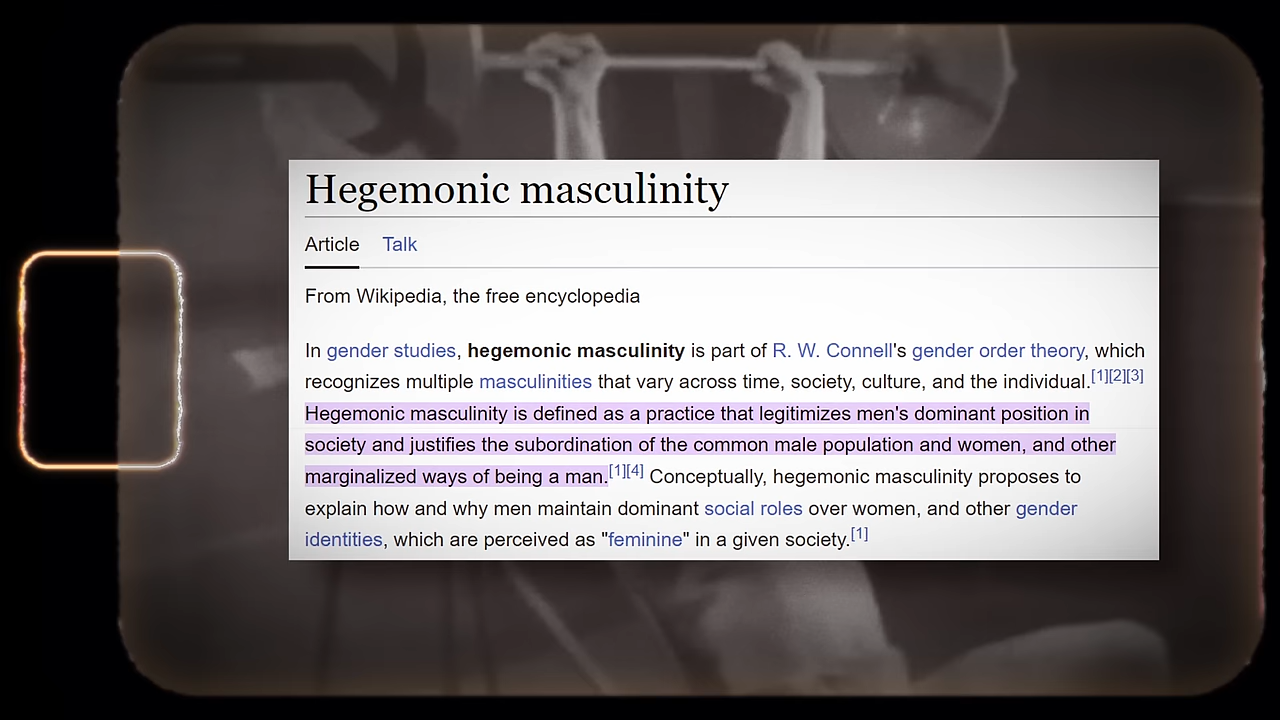 Hegemonic masculinity
Article Talk
From Wikipedia, the free encyclopedia
In gender studies, hegemonic masculinity is part of R. W. Connell's gender order theory, which
recognizes multiple masculinities that vary across time, society, culture, and the individual.[1][2][3]
Hegemonic masculinity is defined as a practice that legitimizes men's dominant position in
society and justifies the subordination of the common male population and women, and other
marginalized ways of being a man.[1][4] Conceptually, hegemonic masculinity proposes to
explain how and why men maintain dominant social roles over women, and other gender
identities, which are perceived as "feminine" in a given society.[1]